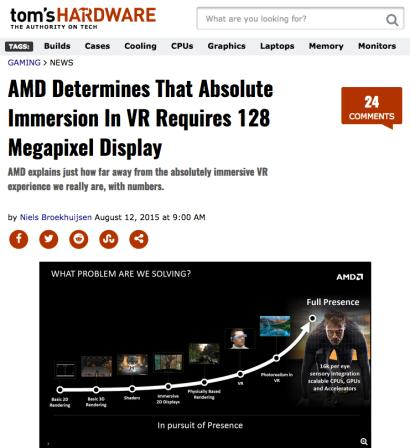 tom'sHARDWARE
THE AUTHORITY ON TECH
What are you looking for?
TAGS: Builds Cases Cooling CPUs Graphics Laptops Memory Monitors
GAMING > NEWS
AMD Determines That Absolute
Immersion In VR Requires 128
Megapixel Display
24
COMMENTS
AMD explains just how far away from the absolutely immersive VR
experience we really are, with numbers.
by Niels Broekhuijsen August 12, 2015 at 9:00 AM
WHAT PROBLEM ARE WE SOLVING?
AMD
Full Presence
16k per eye
sensory integration
scalable CPUs, GPUs
and Accelerators
Photorealism in
VR
VR
Physically Based
Rendering
Immersive
2D Displays
Shaders
Basic 3D
Rendering
Basic 2D
Rendering
In pursuit of Presence